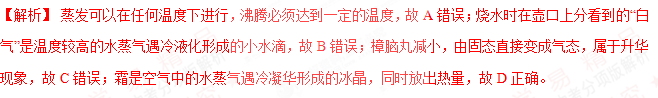 【解析】 蒸发可以在任何温度下进行，沸腾必须达到一定的温度，故 A 错误；烧水时在壶口上分看到的“白
气”是温度较高的水蒸气遇冷液化形成的小水滴，故 B 错误；樟脑丸减小，由固态直接变成气态，属于升华
现象，故 C 错误；霜是空气中的水蒸气遇冷凝华形成的冰晶，同时放出热量，故 D 正确。